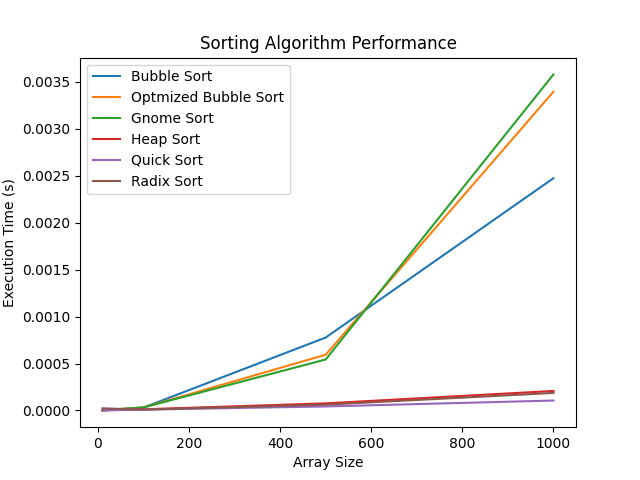 Sorting Algorithm Performance
Bubble Sort
Optmized Bubble Sort
Gnome Sort
Heap Sort
Quick Sort
Radix Sort
Execution Time (s)
0.0035
0.0030
0.0025
0.0020
0.0015
0.0010
0.0005
0.0000
0 200 400 600 800 1000
Array Size